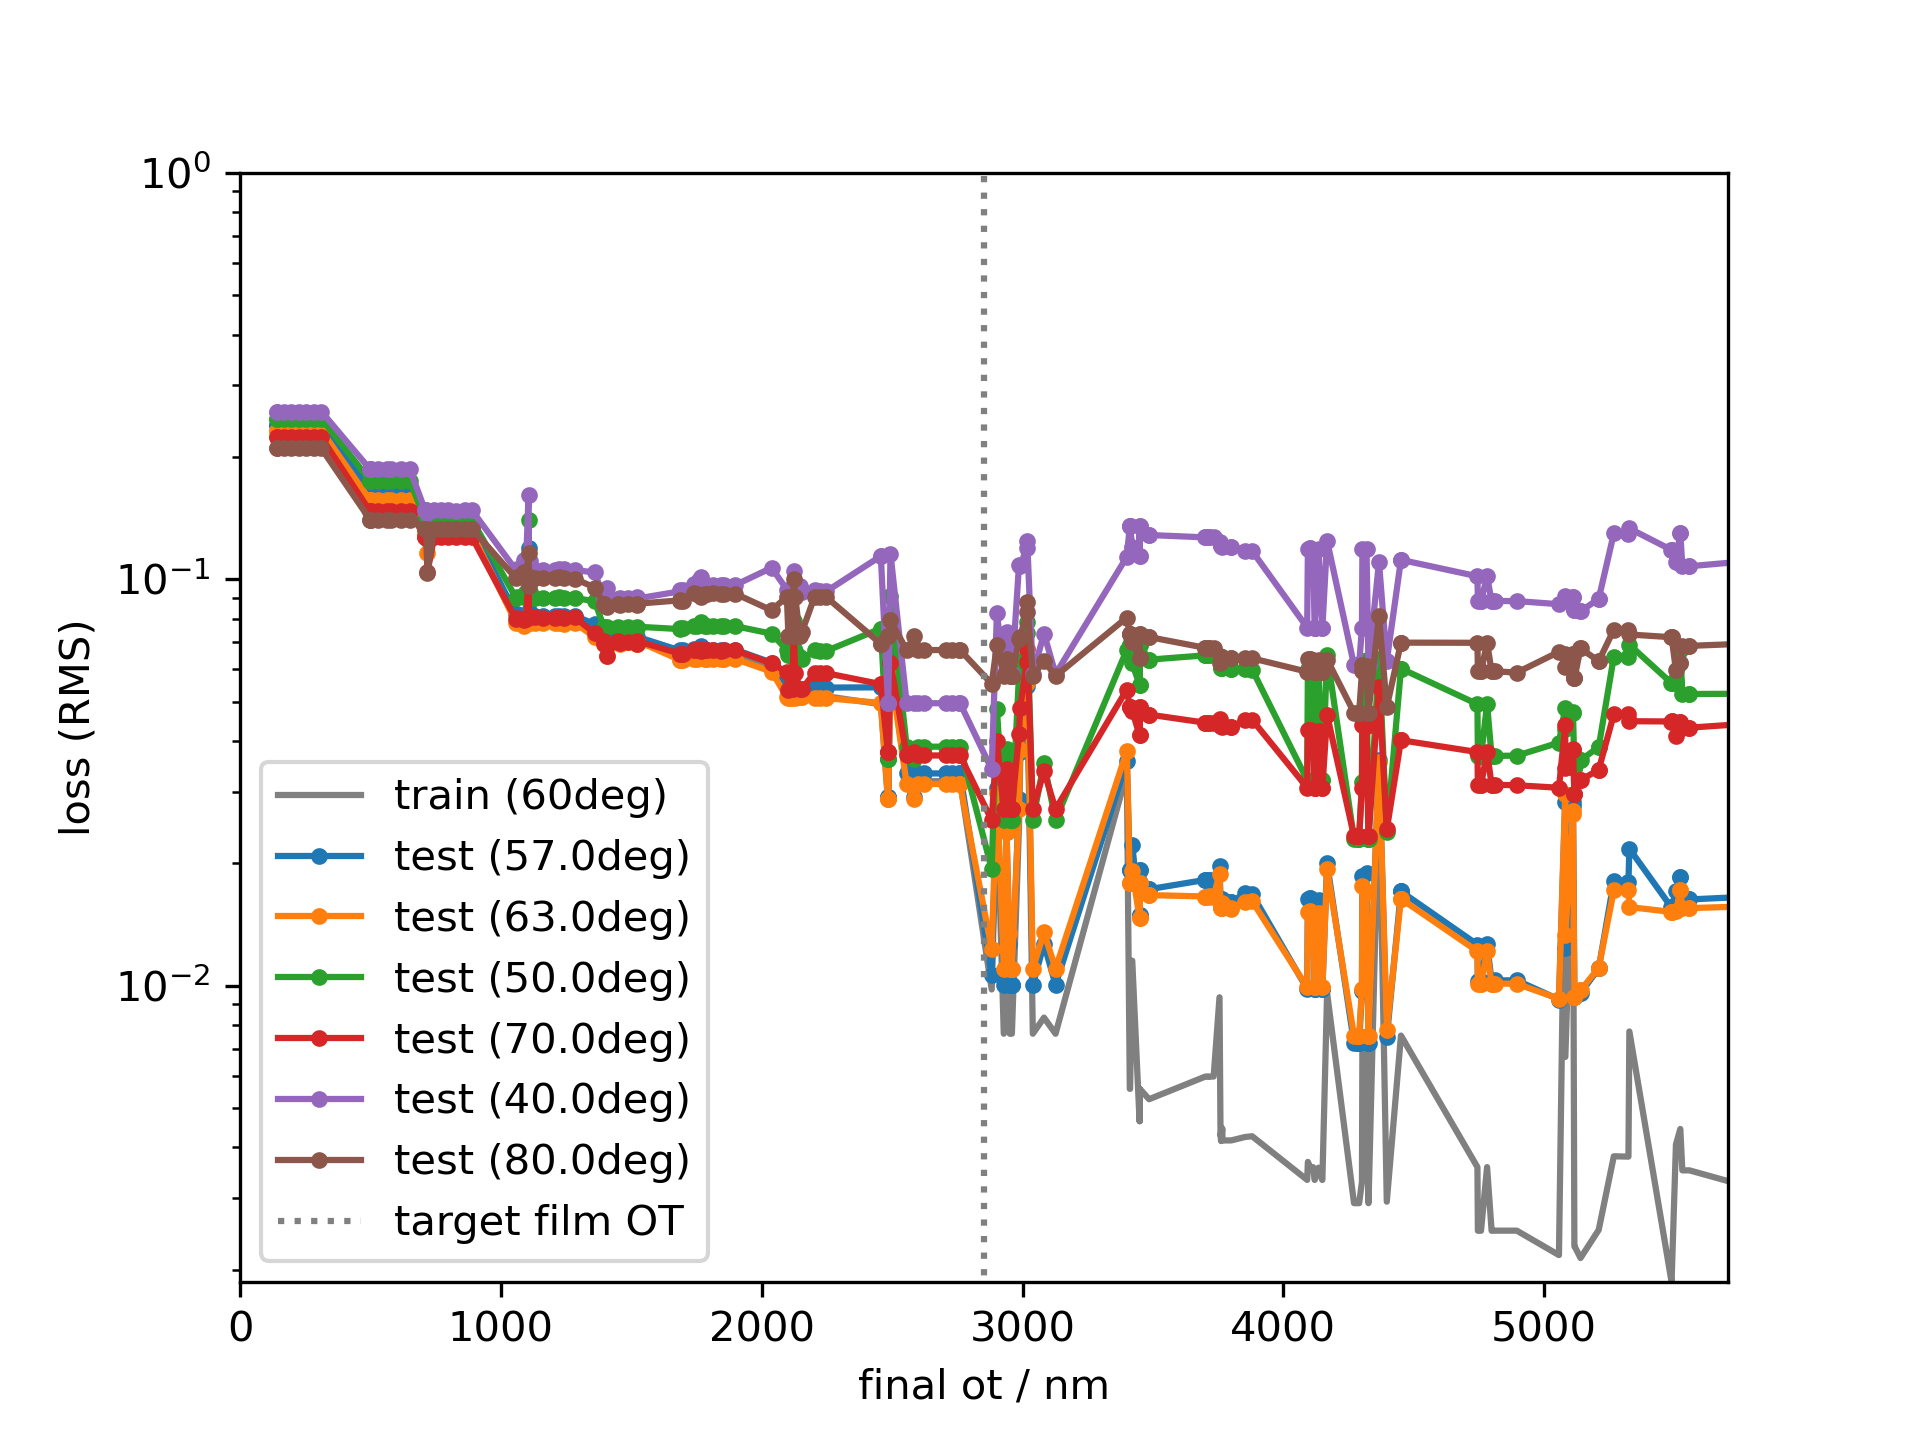 10⁰
10⁻¹
10⁻²
loss (RMS)
train (60deg)
test (57.0deg)
test (63.0deg)
test (50.0deg)
test (70.0deg)
test (40.0deg)
test (80.0deg)
target film OT
0 1000 2000 3000 4000 5000
final ot / nm